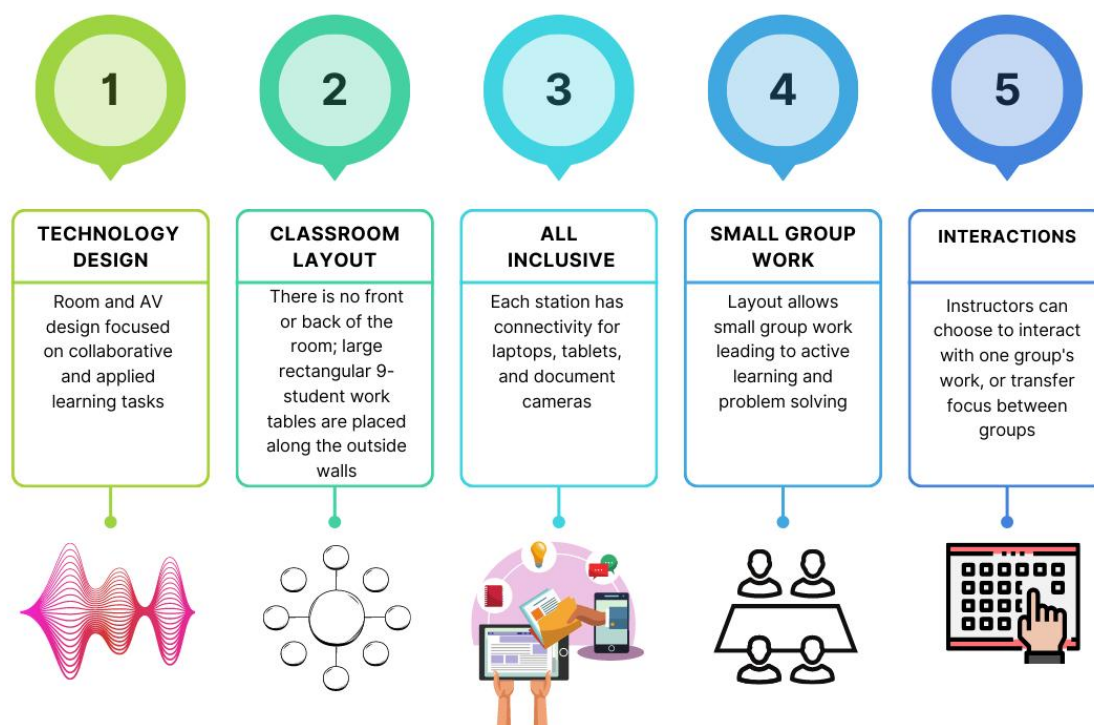 1
TECHNOLOGY
DESIGN
Room and AV
design focused
on collaborative
and applied
learning tasks
2
CLASSROOM
LAYOUT
There is no front
or back of the
room; large
rectangular 9-
student work
tables are placed
along the outside
walls
3
ALL
INCLUSIVE
Each station has
connectivity for
laptops, tablets,
and document
cameras
4
SMALL GROUP
WORK
Layout allows
small group work
leading to active
learning and
problem solving
5
INTERACTIONS
Instructors can
choose to interact
with one group's
work, or transfer
focus between
groups